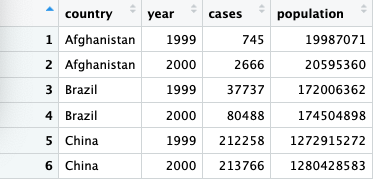 country year cases population
1 Afghanistan 1999 745 19987071
2 Afghanistan 2000 2666 20595360
3 Brazil 1999 37737 172006362
4 Brazil 2000 80488 174504898
5 China 1999 212258 1272915272
6 China 2000 213766 1280428583